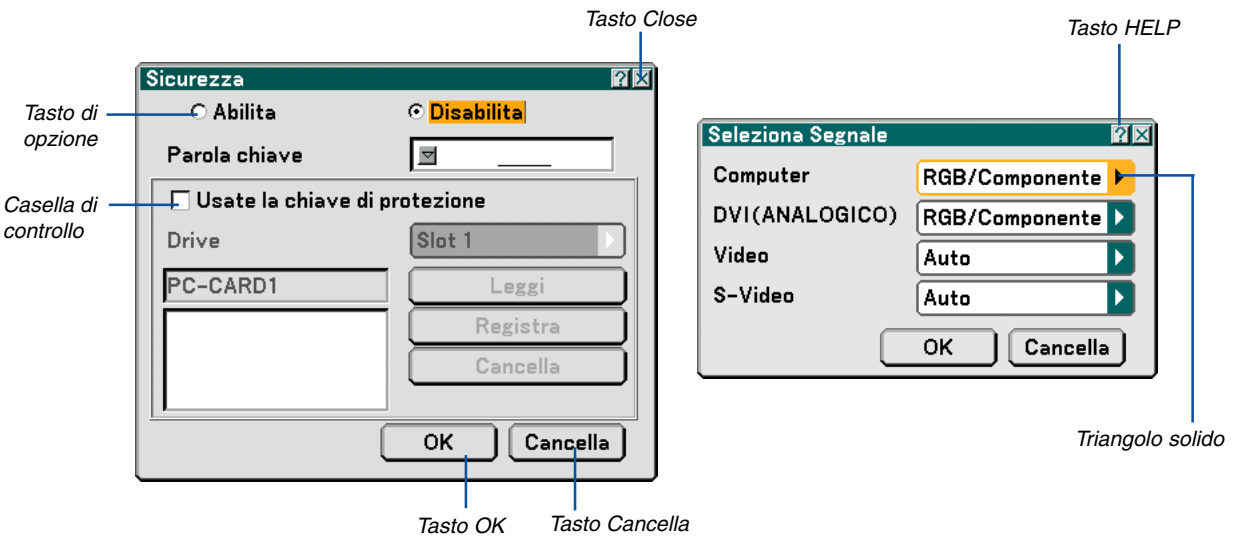 Tasto Close
Tasto HELP
Sicurezza
Tasto di
opzione
Abilita
Disabilita
Parola chiave
Casella di
controllo
Usate la chiave di protezione
Drive
Slot 1
PC-CARD1
Leggi
Registra
Cancella
OK
Cancella
Tasto OK
Tasto Cancella
Seleziona Segnale
Computer
RGB/Componente
DVI(ANALOGICO)
RGB/Componente
Video
Auto
S-Video
Auto
OK
Cancella
Triangolo solido